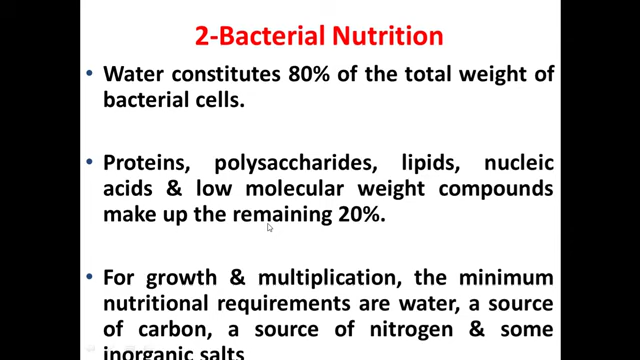 2-Bacterial Nutrition
• Water constitutes 80% of the total weight of
bacterial cells.
• Proteins, polysaccharides, lipids, nucleic
acids & low molecular weight compounds
make up the remaining 20%.
• For growth & multiplication, the minimum
nutritional requirements are water, a source
of carbon, a source of nitrogen & some
inorganic salts